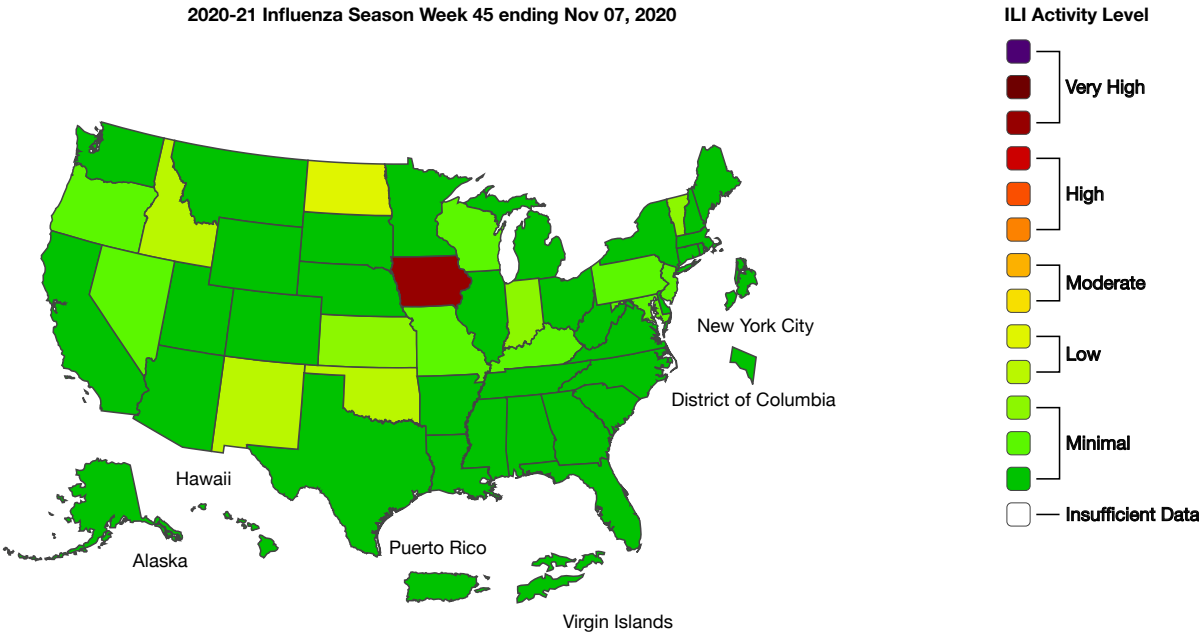 2020-21 Influenza Season Week 45 ending Nov 07, 2020
ILI Activity Level
Very High
High
Moderate
Low
Minimal
Insufficient Data
New York City
District of Columbia
Hawaii
Alaska
Puerto Rico
Virgin Islands